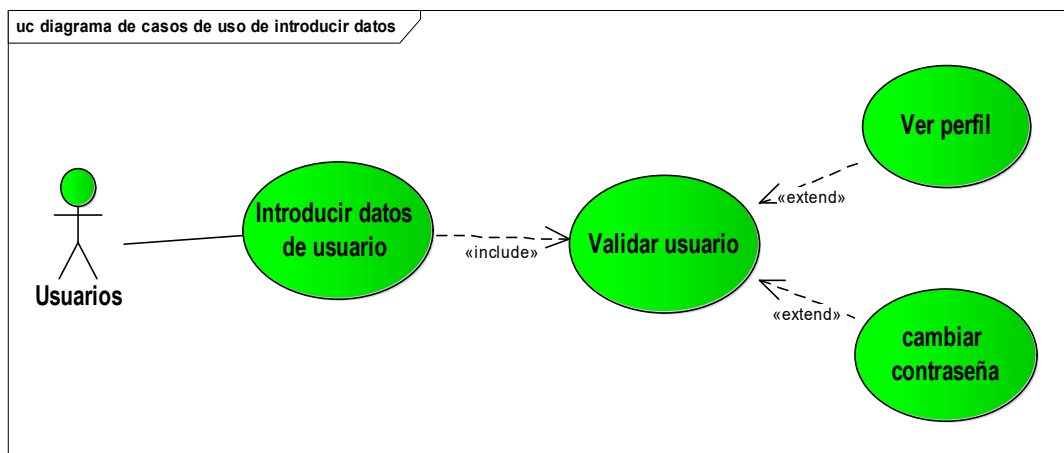 uc diagrama de casos de uso de introducir datos
Usuarios
Introducir datos
de usuario
«include»
Validar usuario
«extend»
Ver perfil
«extend»
cambiar
contraseña